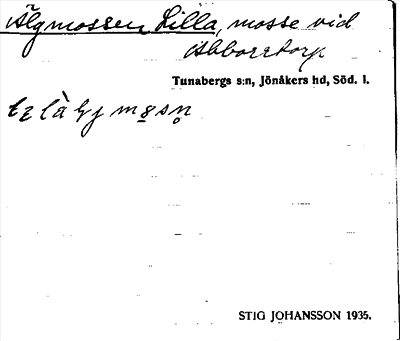 Älgmossen, Lilla, mosse vid
Abborrtorp
Tunabergs s:n, Jönåkers hd, Söd. l.
STIG JOHANSSON 1935.